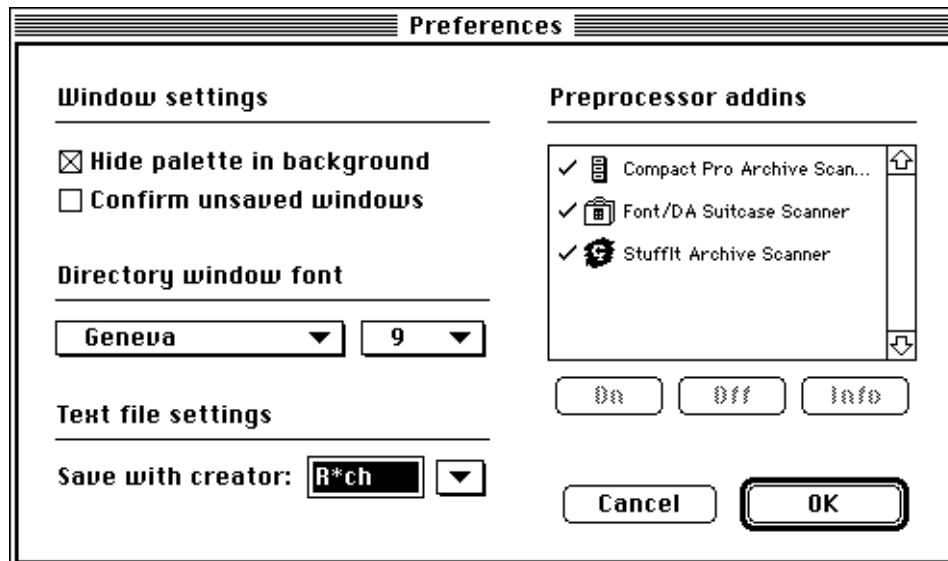 Preferences
Window settings
Hide palette in background
Confirm unsaved windows
Directory window font
Geneva
9
Text file settings
Save with creator: R*ch
Preprocessor addins
Compact Pro Archive Scan...
Font/DA Suitcase Scanner
StuffIt Archive Scanner
On
Off
Info
Cancel
OK